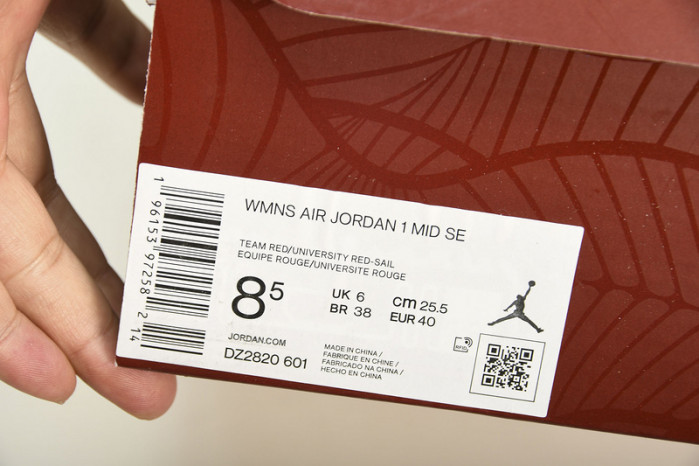 WMNS AIR JORDAN 1 MID SE
TEAM RED/UNIVERSITY RED-SAIL
EQUIPE ROUGE/UNIVERSITE ROUGE
85
UK 6
BR 38
cm 25.5
EUR 40
JORDAN.COM
DZ2820 601
MADE IN CHINA /
FABRIQUE EN CHINE /
FABRICADO NA CHINA /
HECHO EN CHINA
1 96153 97258 2 14